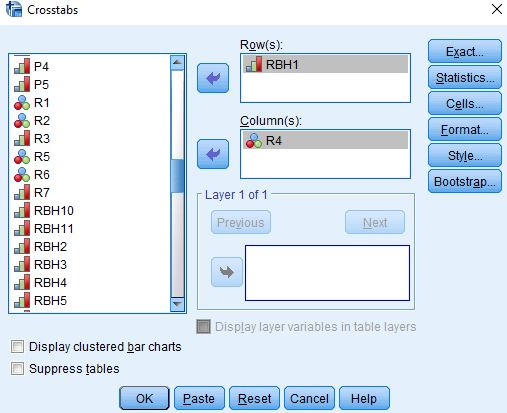 Crosstabs
P4
P5
R1
R2
R3
R5
R6
R7
RBH10
RBH11
RBH2
RBH3
RBH4
RBH5
Row(s):
RBH1
Column(s):
R4
Layer 1 of 1
Previous
Next
Display layer variables in table layers
Exact...
Statistics...
Cells...
Format...
Style...
Bootstrap...
Display clustered bar charts
Suppress tables
OK
Paste
Reset
Cancel
Help